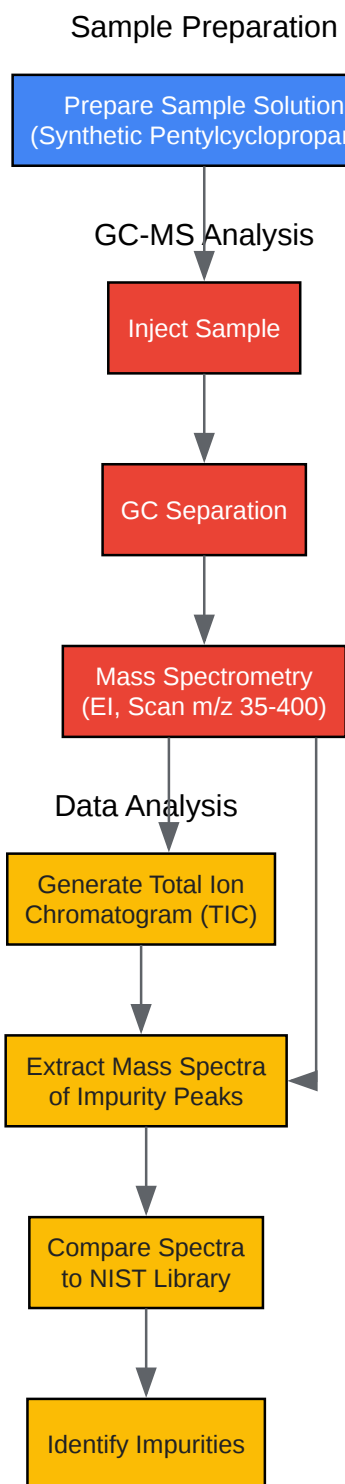 Sample Preparation
Prepare Sample Solution
(Synthetic
GC-MS Analysis
Inject Sample
GC Separation
Mass Spectrometry
(EI, Scan m/z 35-400)
Data Analysis
Generate Total Ion
Chromatogram (TIC)
Extract Mass Spectra
of Impurity Peaks
Compare Spectra
to NIST Library
Identify Impurities